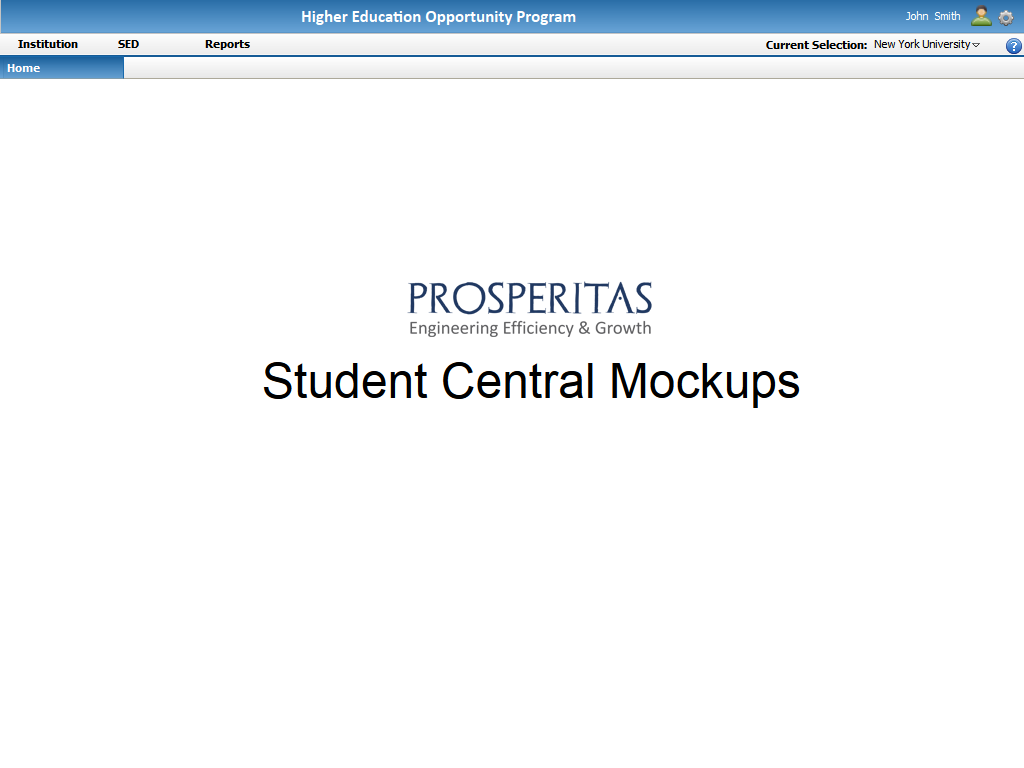 Higher Education Opportunity Program
John Smith
Institution SED Reports Current Selection: New York University
?
Home
PROSPERITAS
Engineering Efficiency & Growth
Student Central Mockups